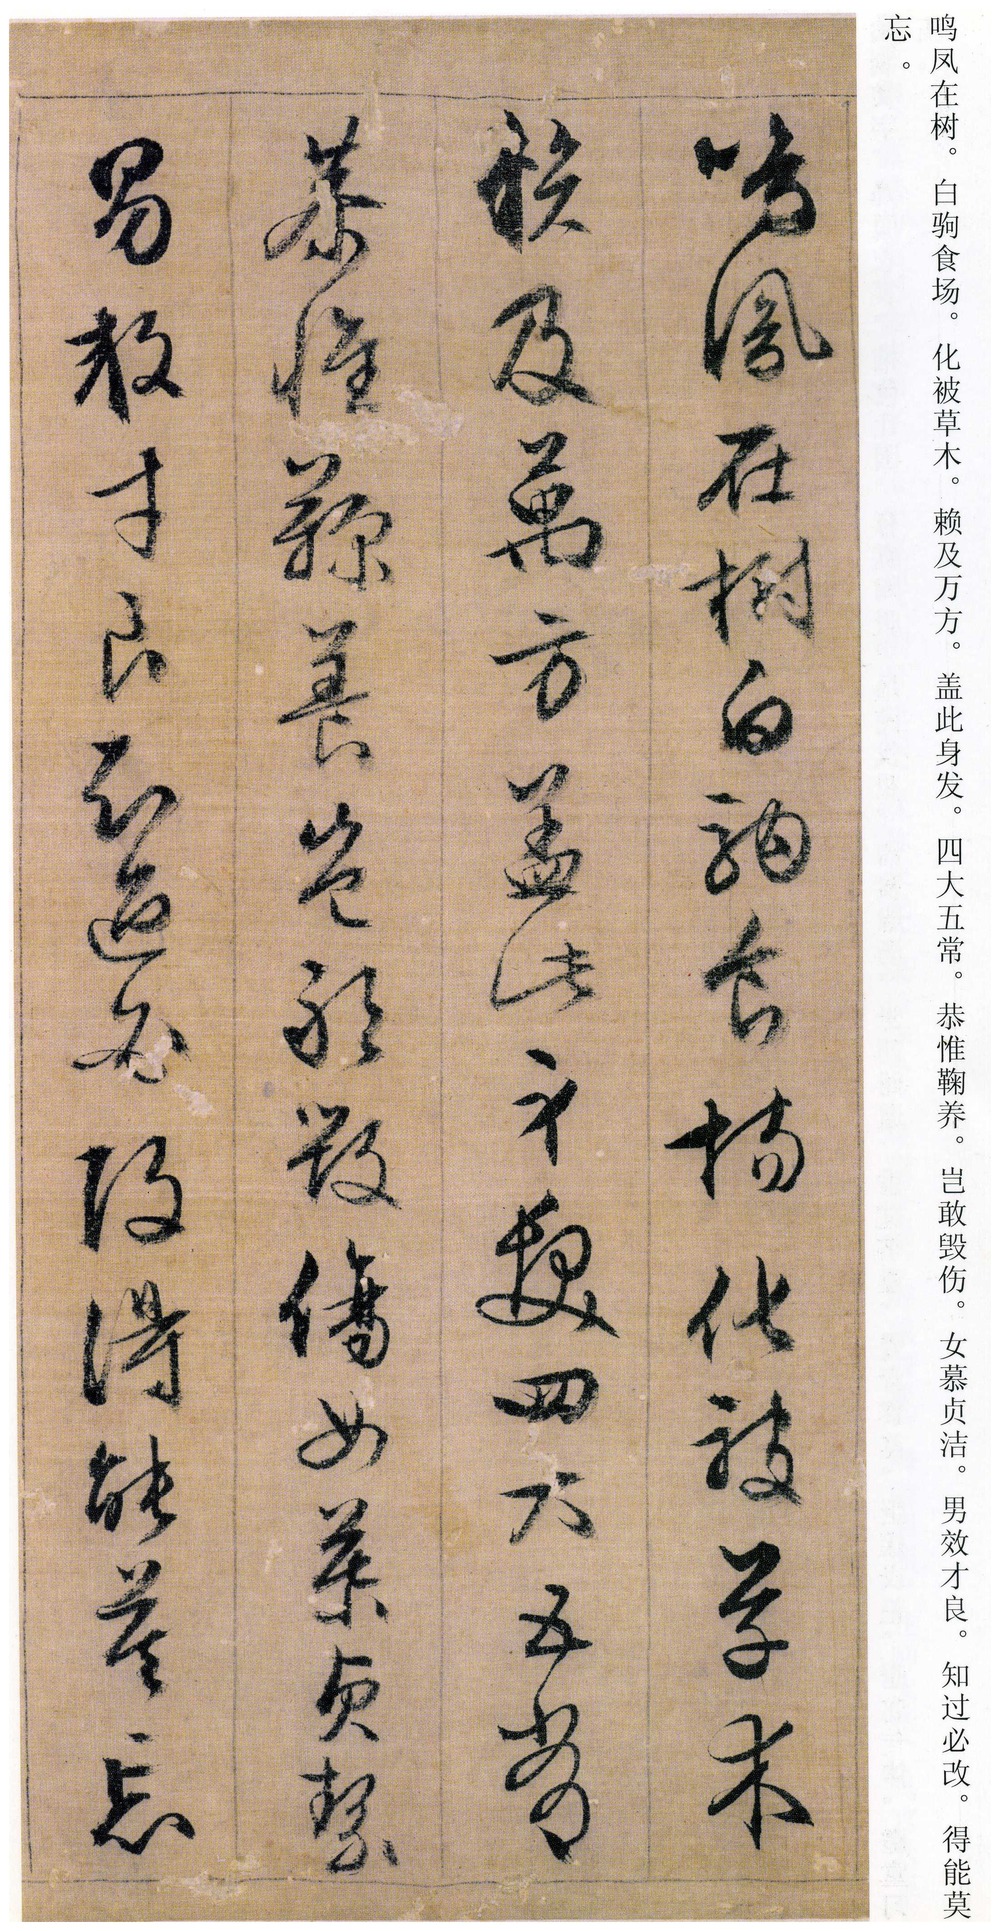 鸣凤在树。白驹食场。化被草木。赖及万方。盖此身发。四大五常。恭惟鞠养。岂敢毁伤。女慕贞洁。男效才良。知过必改。得能莫
忘。
鳴鳳在樹白駒食場化被草木
賴及萬方盖此身髮四大五常
恭惟鞠養豈敢毀傷女慕貞絜
男效才良知過必改得能莫忘